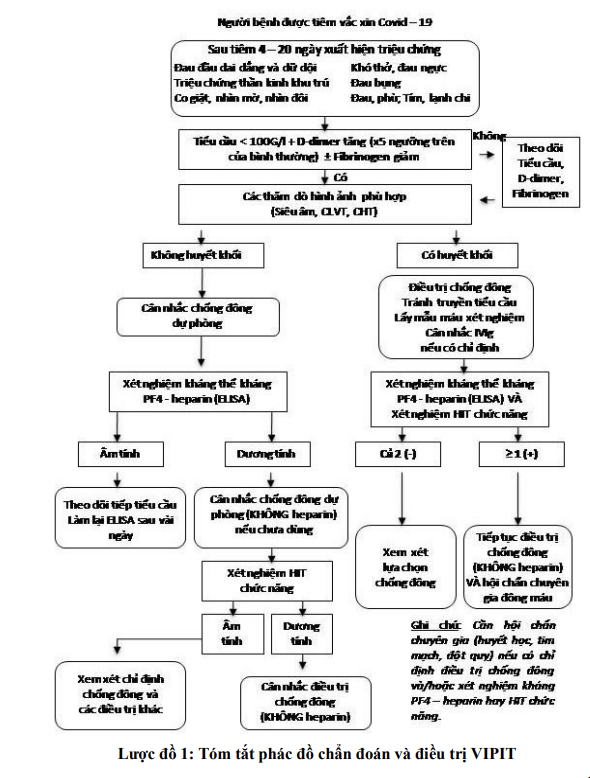 Người bệnh được tiêm vắc xin Covid – 19
Sau tiêm 4 – 20 ngày xuất hiện triệu chứng
Đau đầu dai dẳng và dữ dội
Triệu chứng thần kinh khu trú
Co giật, nhìn mờ, nhìn đôi
Khó thở, đau ngực
Đau bụng
Đau, phù, Tím, lạnh chi
Tiểu cầu < 100G/l + D-dimer tăng (x5 ngưỡng trên
của bình thường) ± Fibrinogen giảm
Không
Theo dõi
Tiểu cầu,
D-dimer,
Fibrinogen
Có
Các thăm dò hình ảnh phù hợp
(Siêu âm, CLVT, CHT)
Không huyết khối
Có huyết khối
Cân nhắc chống đông
dự phòng
Điều trị chống đông
Tránh truyền tiểu cầu
Lấy mẫu máu xét nghiệm
Cân nhắc IVIg
nếu có chỉ định
Xét nghiệm kháng thể kháng
PF4 - heparin (ELISA)
Xét nghiệm kháng thể kháng
PF4 - heparin (ELISA) VÀ
Xét nghiệm HIT chức năng
Âm tính
Dương tính
Cả 2 (-)
≥ 1 (+)
Theo dõi tiếp tiểu cầu
Làm lại ELISA sau vài
ngày
Cân nhắc chống đông dự
phòng (KHÔNG heparin)
nếu chưa dùng
Xem xét
lựa chọn
chống đông
Tiếp tục điều trị
chống đông
(KHÔNG heparin)
VÀ hội chẩn chuyên
gia đông máu
Xét nghiệm HIT
chức năng
Âm
tính
Dương
tính
Xem xét chỉ định
chống đông và
các điều trị khác
Cân nhắc điều trị
chống đông
(KHÔNG heparin)
Ghi chú: Cần hội chẩn
chuyên gia (huyết học, tim
mạch, đột quỵ) nếu có chỉ
định điều trị chống đông
và/hoặc xét nghiệm kháng
PF4 – heparin hay HIT chức
năng.
Lược đồ 1: Tóm tắt phác đồ chẩn đoán và điều trị VIPIT